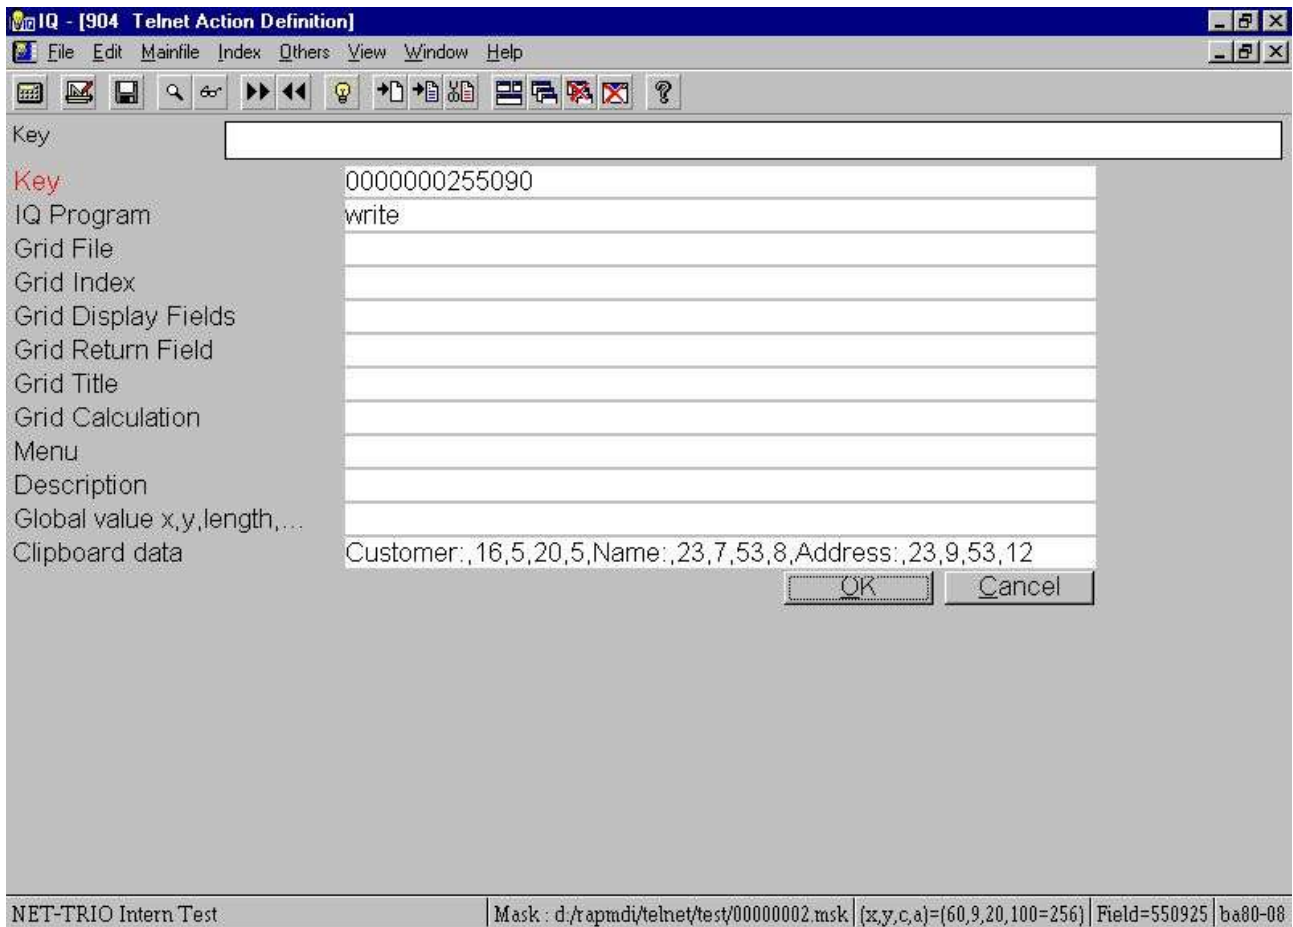 IQ - [904 Telnet Action Definition]
File Edit Mainfile Index Others View Window Help
Key
Key 0000000255090
IQ Program write
Grid File
Grid Index
Grid Display Fields
Grid Return Field
Grid Title
Grid Calculation
Menu
Description
Global value x,y,length,...
Clipboard data Customer:,16,5,20,5,Name:,23,7,53,8,Address:,23,9,53,12
OK Cancel
NET-TRIO Intern Test Mask : d:/rapmdi/telnet/test/00000002.msk (x,y,c,a)=(60,9,20,100=256) Field=550925 ba80-08